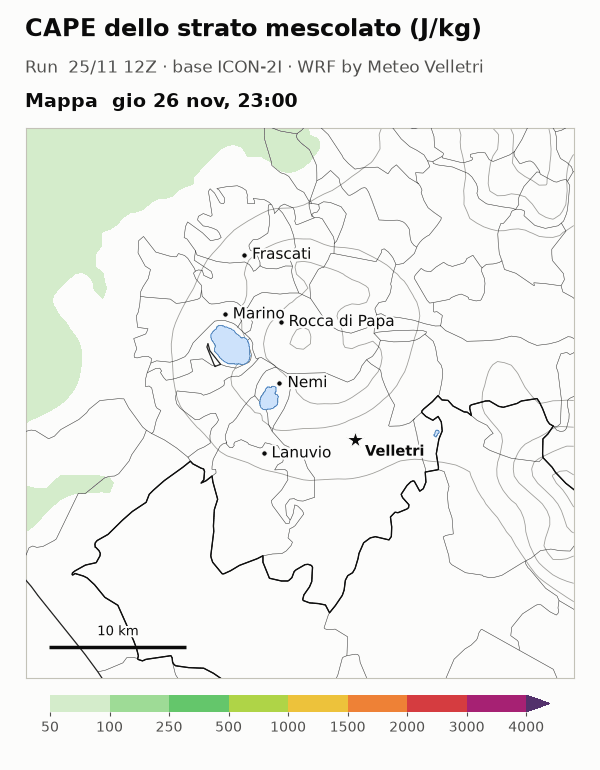 CAPE dello strato mescolato (J/kg)
Run  25/11 12Z · base ICON-2I · WRF by Meteo Velletri
Mappa  gio 26 nov, 23:00
Frascati
Marino
Rocca di Papa
Nemi
Velletri
Lanuvio
10 km
50 100 250 500 1000 1500 2000 3000 4000